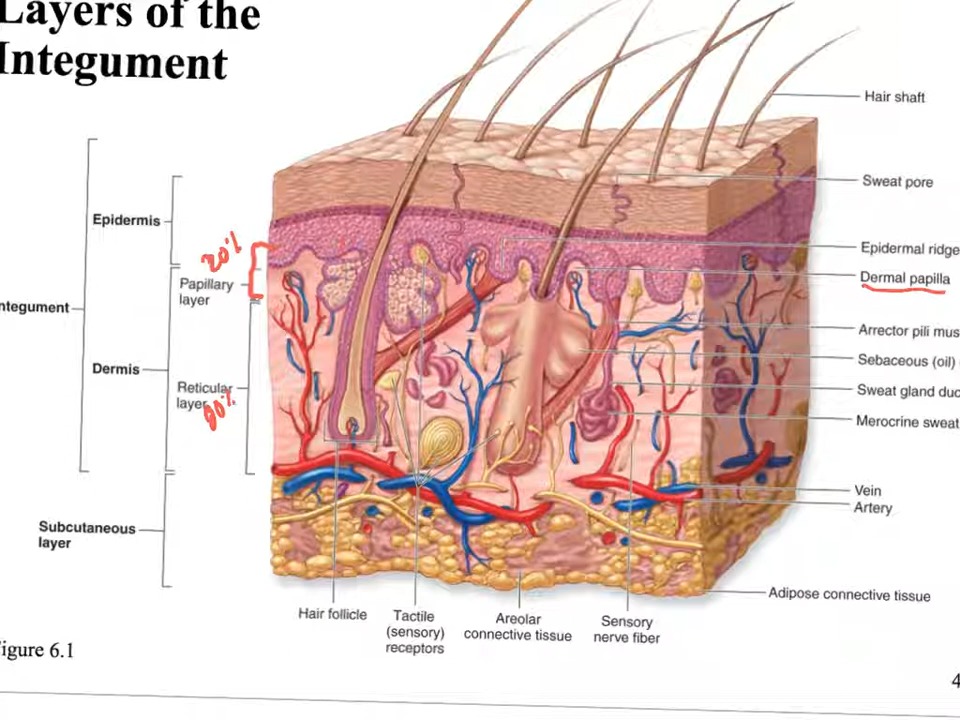 Layers of the
Integument
Hair shaft
Sweat pore
Epidermis
Epidermal ridge
20%
Papillary
layer
Dermal papilla
ntegument
Arrector pili mus
Sebaceous (oil)
Dermis
Reticular
layer
80%
Sweat gland duc
Merocrine sweat
Vein
Artery
Subcutaneous
layer
Adipose connective tissue
Hair follicle
Tactile
(sensory)
receptors
Areolar
connective tissue
Sensory
nerve fiber
igure 6.1
4